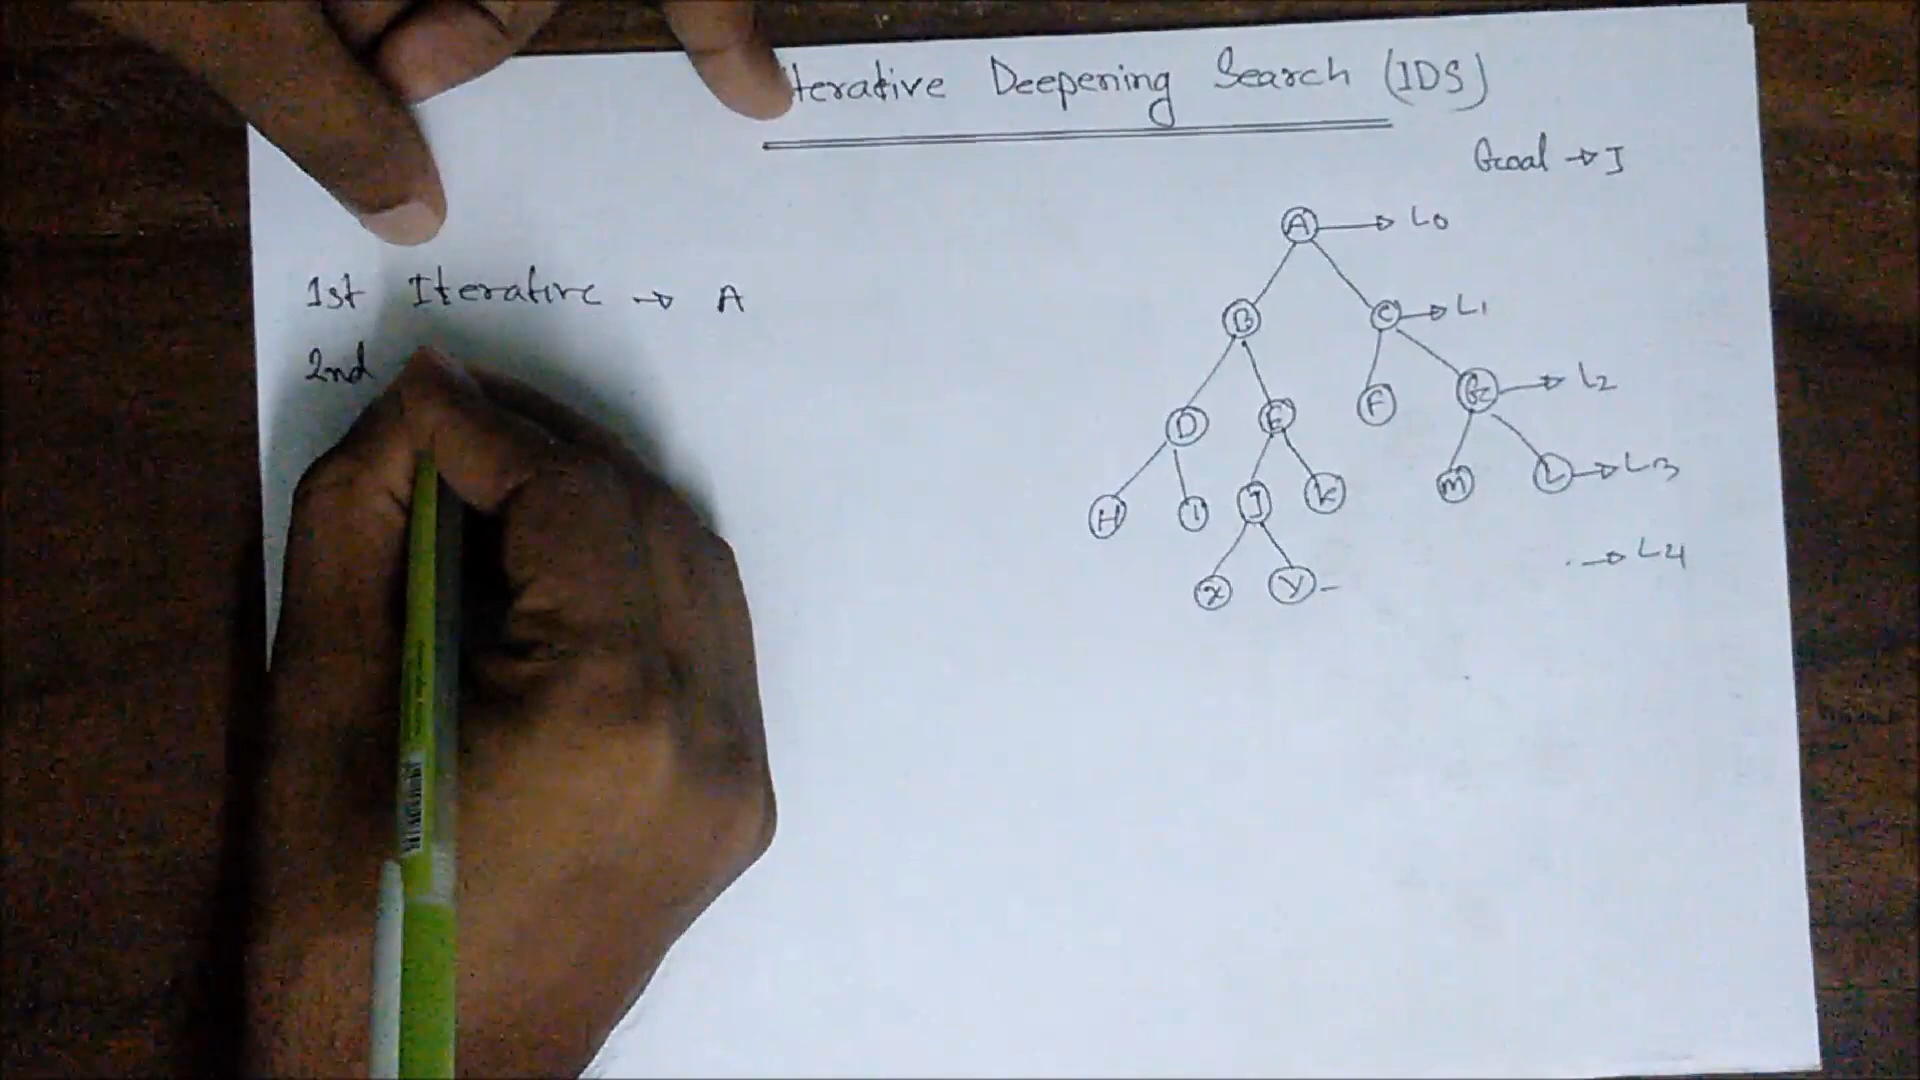 Iterative Deepening Search (IDS)
Goal → J
1st Iterative → A
2nd
A → L0
B C → L1
D E F G → L2
H I J K M L → L3
→ L4
X Y